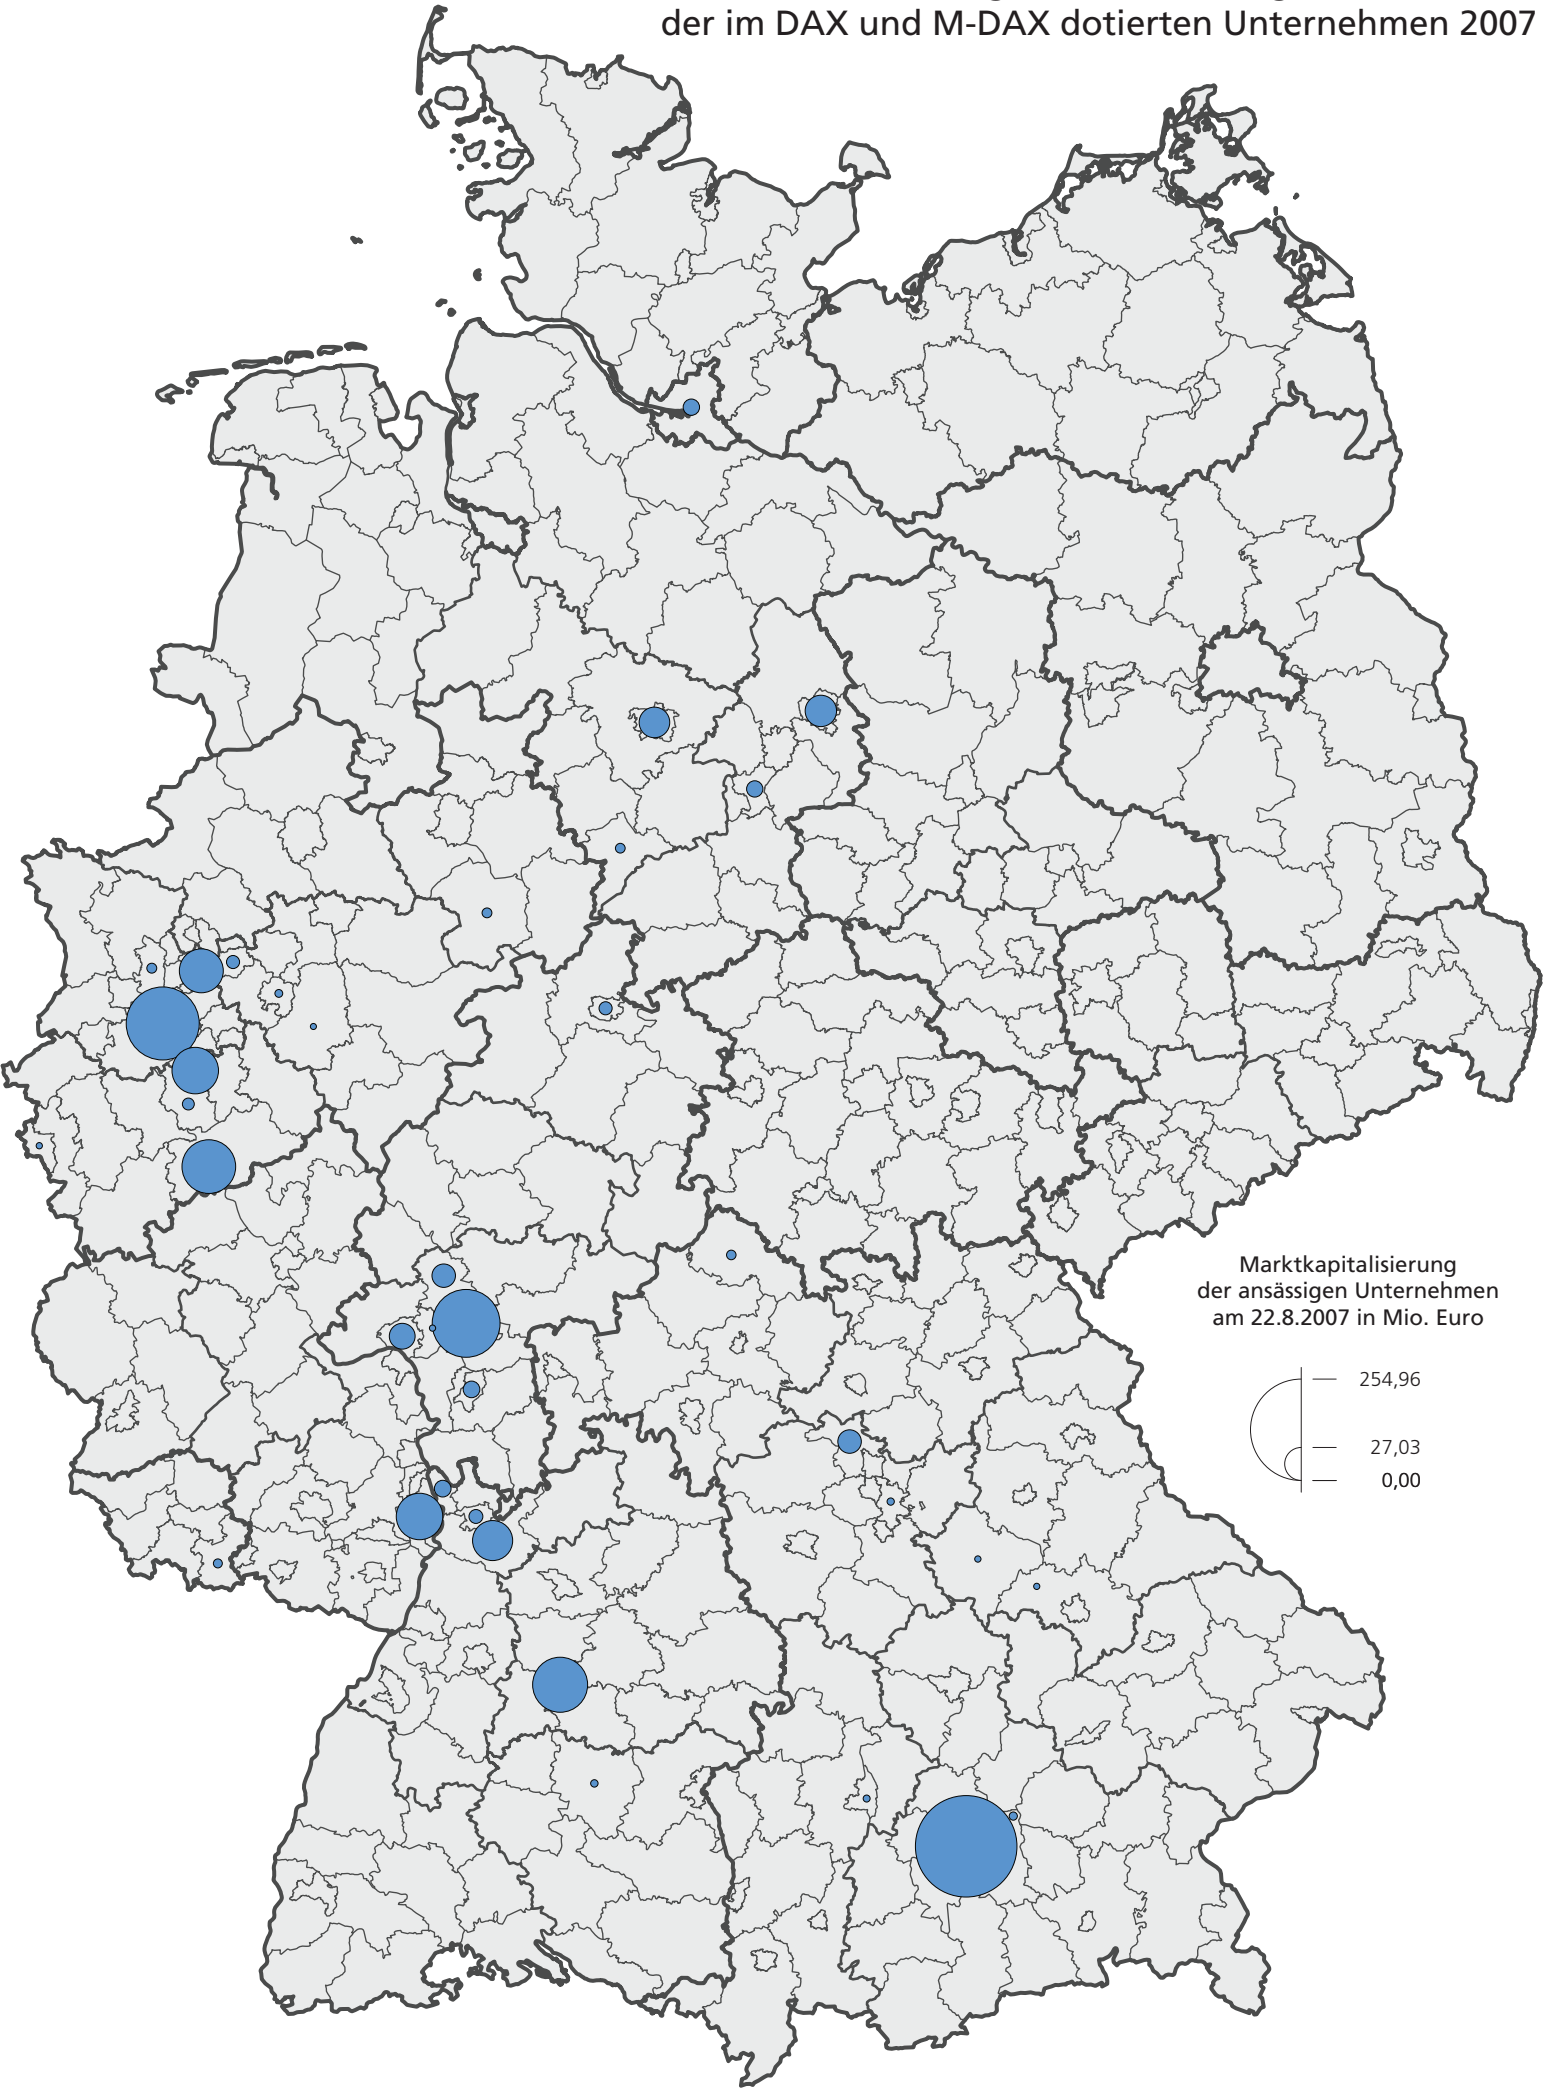 der im DAX und M-DAX dotierten Unternehmen 2007
Marktkapitalisierung
der ansässigen Unternehmen
am 22.8.2007 in Mio. Euro
254,96
27,03
0,00